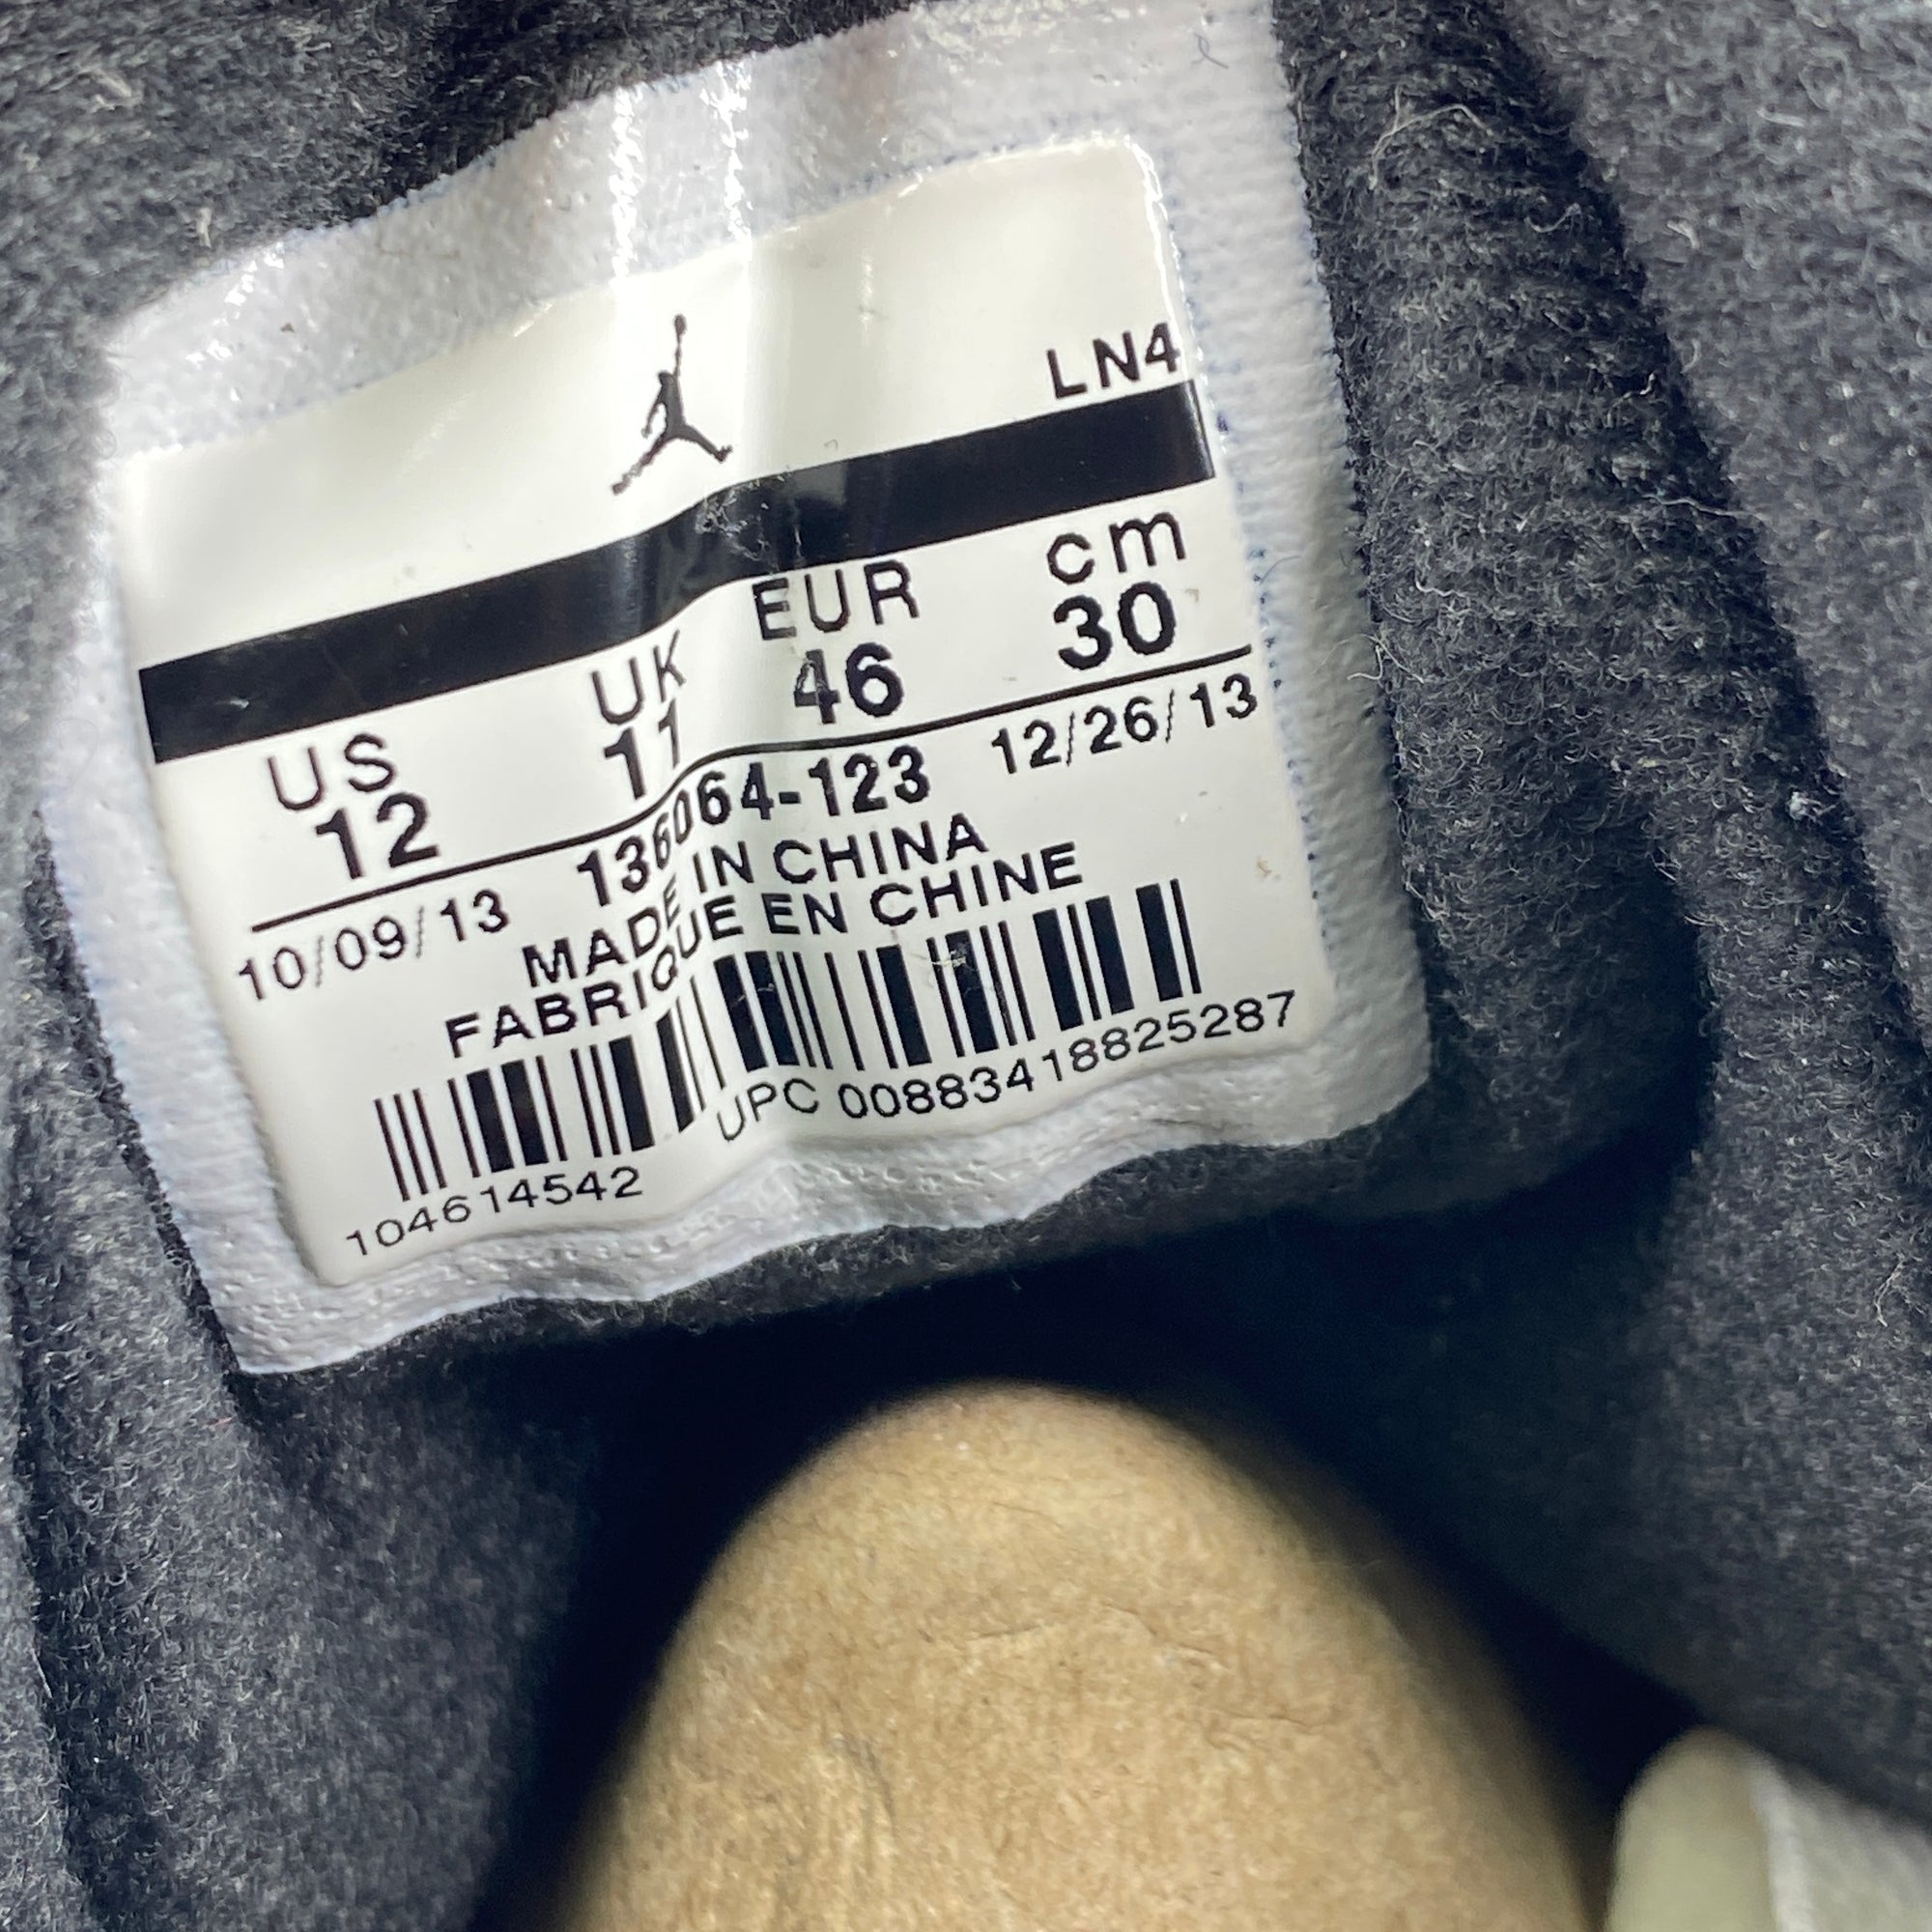 LN4
US UK EUR cm
12 11 46 30
10/09/13 136064-123 12/26/13
MADE IN CHINA
FABRIQUE EN CHINE
UPC 00883418825287
104614542